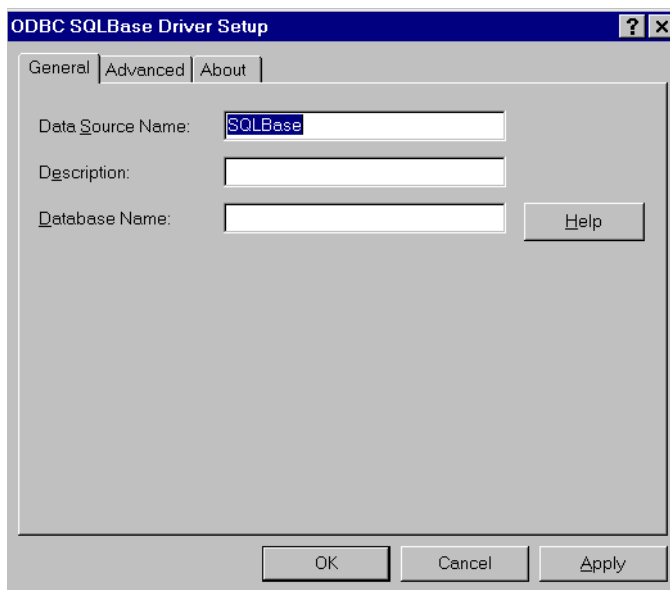 ODBC SQLBase Driver Setup ? X
General Advanced About
Data Source Name: SQLBase
Description:
Database Name: Help
OK Cancel Apply